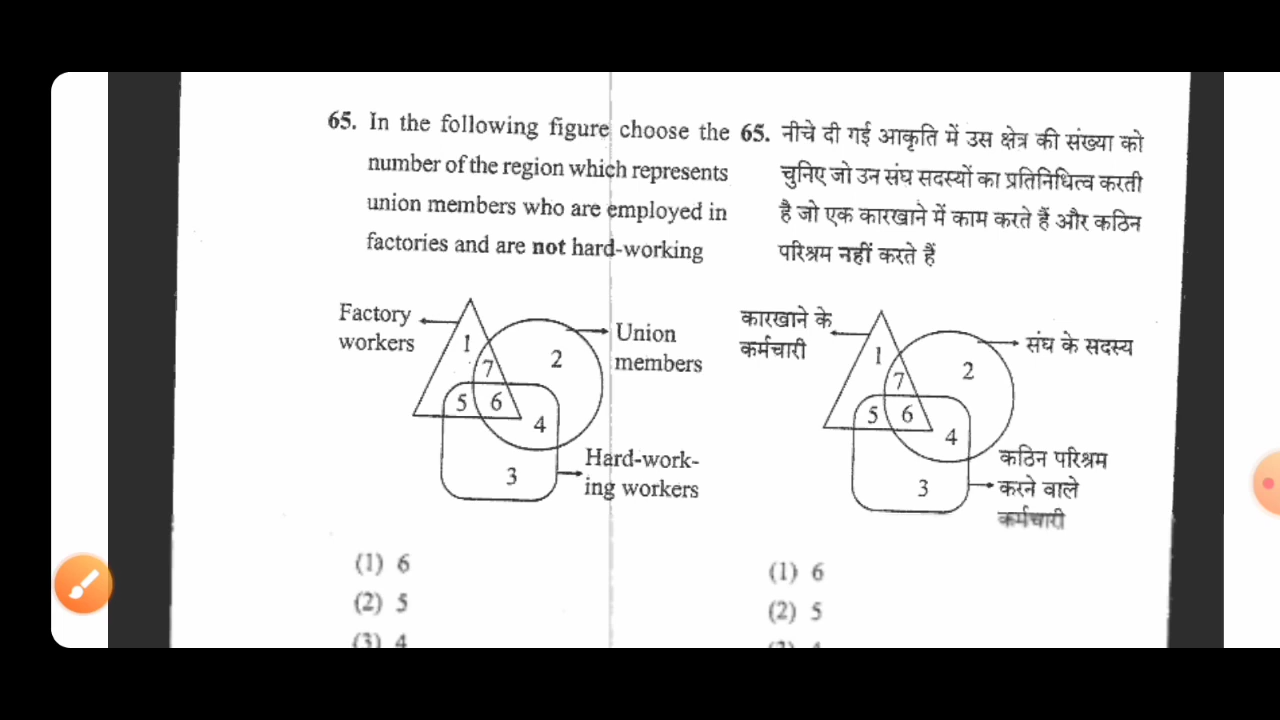 65. In the following figure choose the
number of the region which represents
union members who are employed in
factories and are not hard-working
Factory
workers
Union
members
1
7
2
5
6
4
3
Hard-work-
ing workers
(1) 6
(2) 5
(3) 4
65. नीचे दी गई आकृति में उस क्षेत्र की संख्या को
चुनिए जो उन संघ सदस्यों का प्रतिनिधित्व करती
है जो एक कारखाने में काम करते हैं और कठिन
परिश्रम नहीं करते हैं
कारखाने के
कर्मचारी
संघ के सदस्य
1
7
2
5
6
4
3
कठिन परिश्रम
करने वाले
कर्मचारी
(1) 6
(2) 5